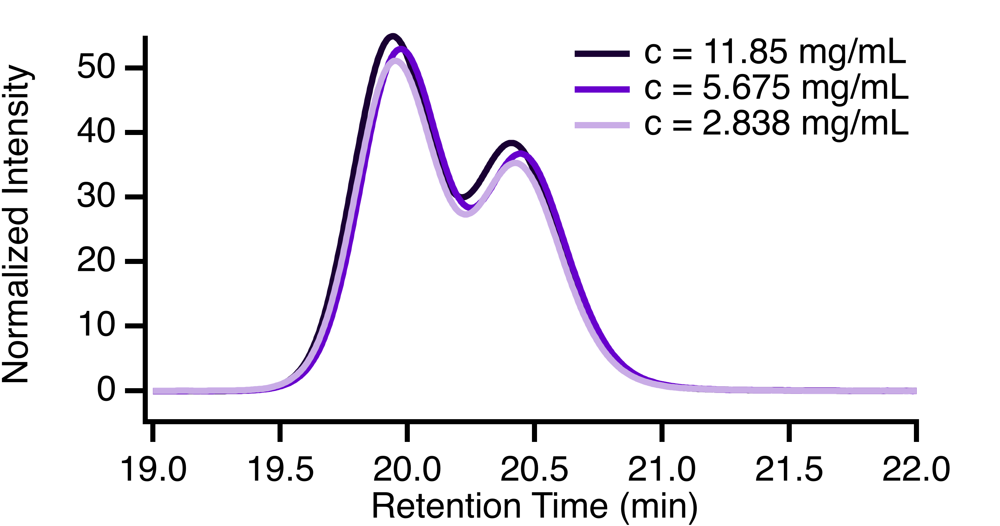 Normalized Intensity
50
40
30
20
10
0
c = 11.85 mg/mL
c = 5.675 mg/mL
c = 2.838 mg/mL
19.0 19.5 20.0 20.5 21.0 21.5 22.0
Retention Time (min)